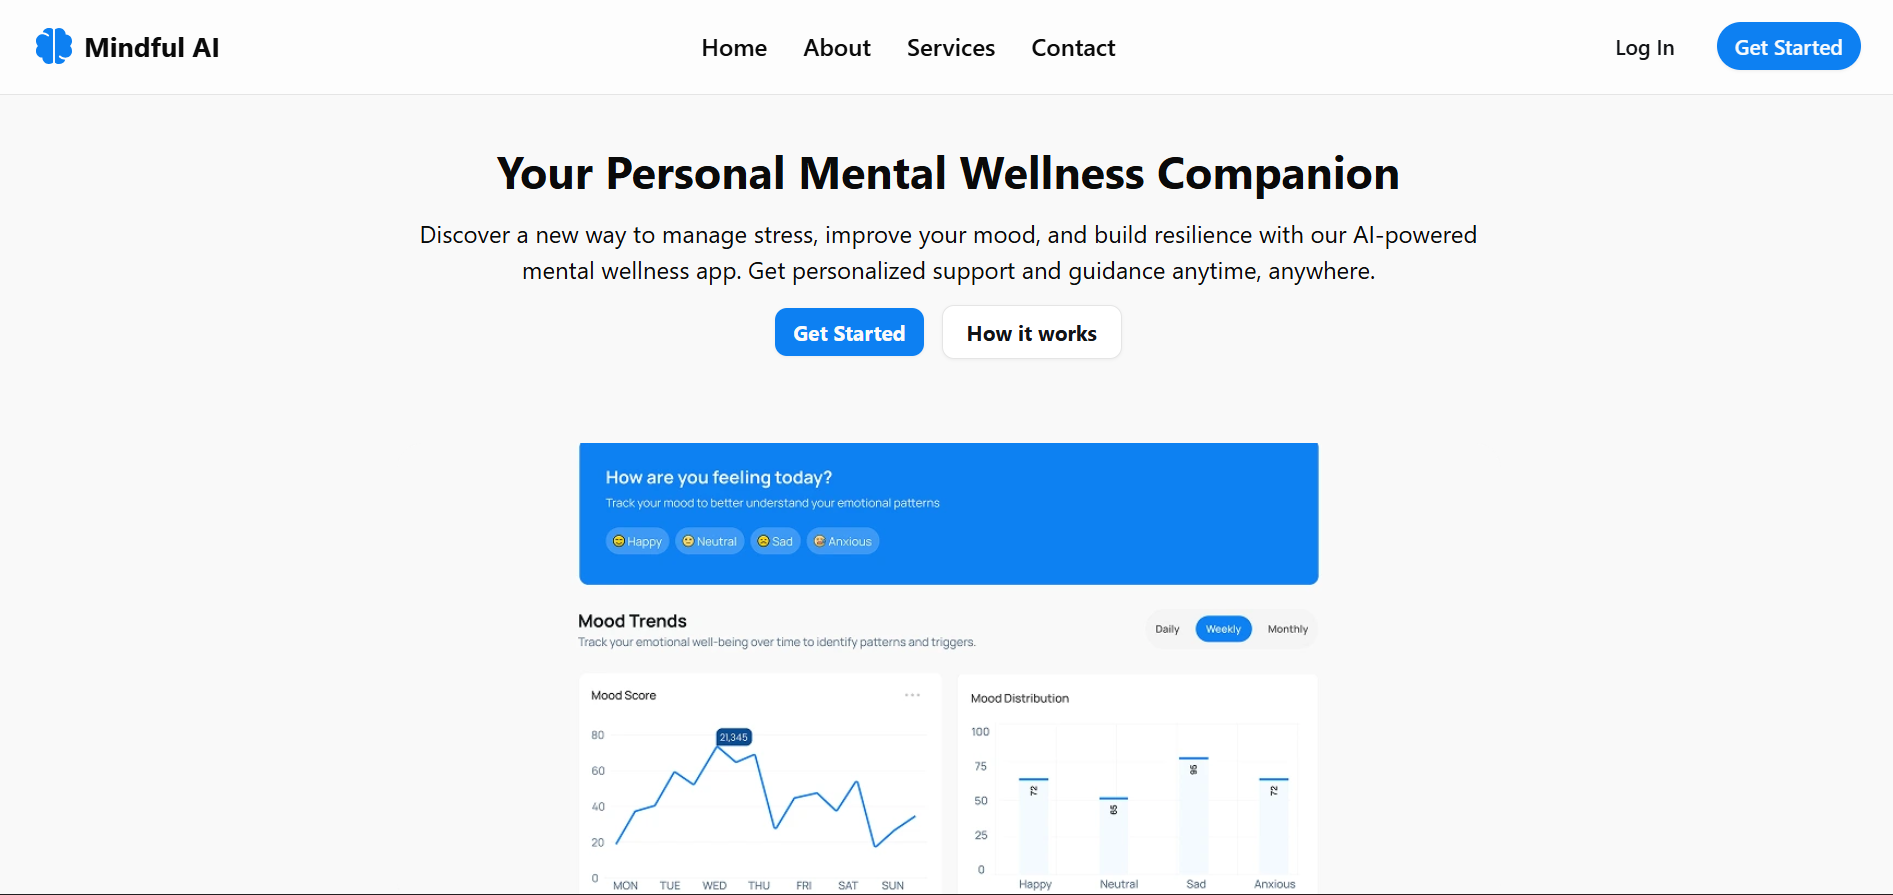 Mindful AI
Home
About
Services
Contact
Log In
Get Started
Your Personal Mental Wellness Companion
Discover a new way to manage stress, improve your mood, and build resilience with our AI-powered
mental wellness app. Get personalized support and guidance anytime, anywhere.
Get Started
How it works
How are you feeling today?
Track your mood to better understand your emotional patterns
Happy
Neutral
Sad
Anxious
Mood Trends
Track your emotional well-being over time to identify patterns and triggers.
Daily
Weekly
Monthly
Mood Score
80
60
40
20
0
21,345
MON
TUE
WED
THU
FRI
SAT
SUN
Mood Distribution
100
75
50
25
0
72
65
95
72
Happy
Neutral
Sad
Anxious